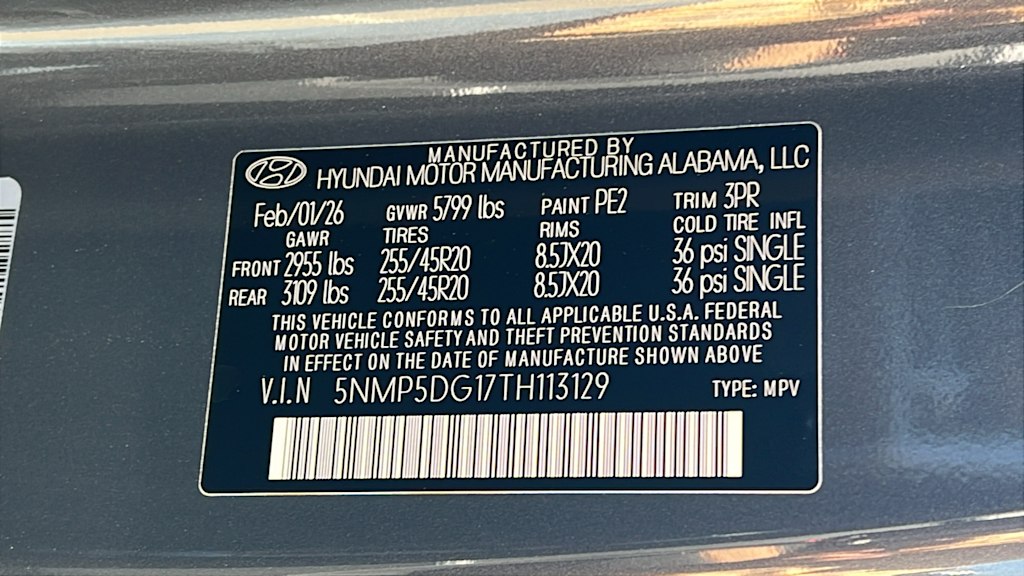 MANUFACTURED BY
HYUNDAI MOTOR MANUFACTURING ALABAMA, LLC
Feb/01/26 GVWR 5799 lbs PAINT PE2 TRIM 3PR
GAWR TIRES RIMS COLD TIRE INFL
FRONT 2955 lbs 255/45R20 8.5JX20 36 psi SINGLE
REAR 3109 lbs 255/45R20 8.5JX20 36 psi SINGLE
THIS VEHICLE CONFORMS TO ALL APPLICABLE U.S.A. FEDERAL
MOTOR VEHICLE SAFETY AND THEFT PREVENTION STANDARDS
IN EFFECT ON THE DATE OF MANUFACTURE SHOWN ABOVE
V.I.N 5NMP5DG17TH113129 TYPE: MPV